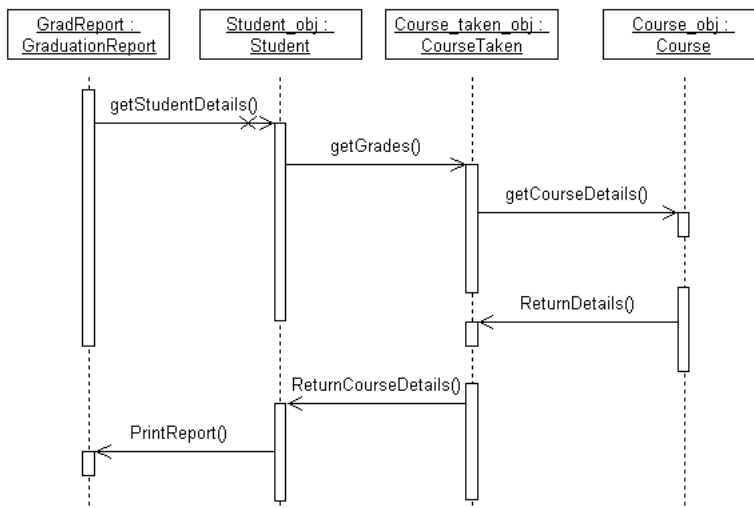 GradReport :
GraduationReport
Student_obj :
Student
Course_taken_obj :
CourseTaken
Course_obj :
Course
getStudentDetails()
getGrades()
getCourseDetails()
ReturnDetails()
ReturnCourseDetails()
PrintReport()